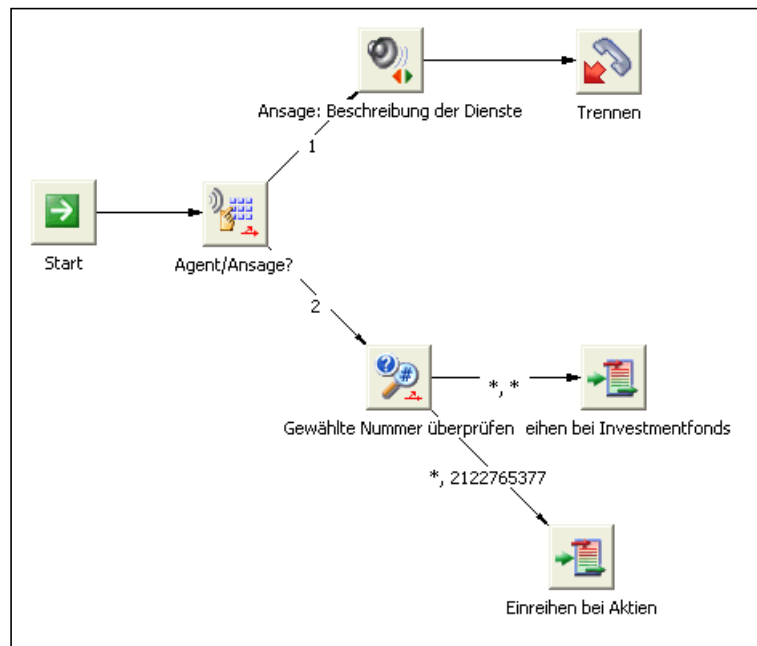 Ansage: Beschreibung der Dienste
Trennen
1
Start
Agent/Ansage?
2
*, *
Gewählte Nummer überprüfen
eihen bei Investmentfonds
*, 2122765377
Einreihen bei Aktien